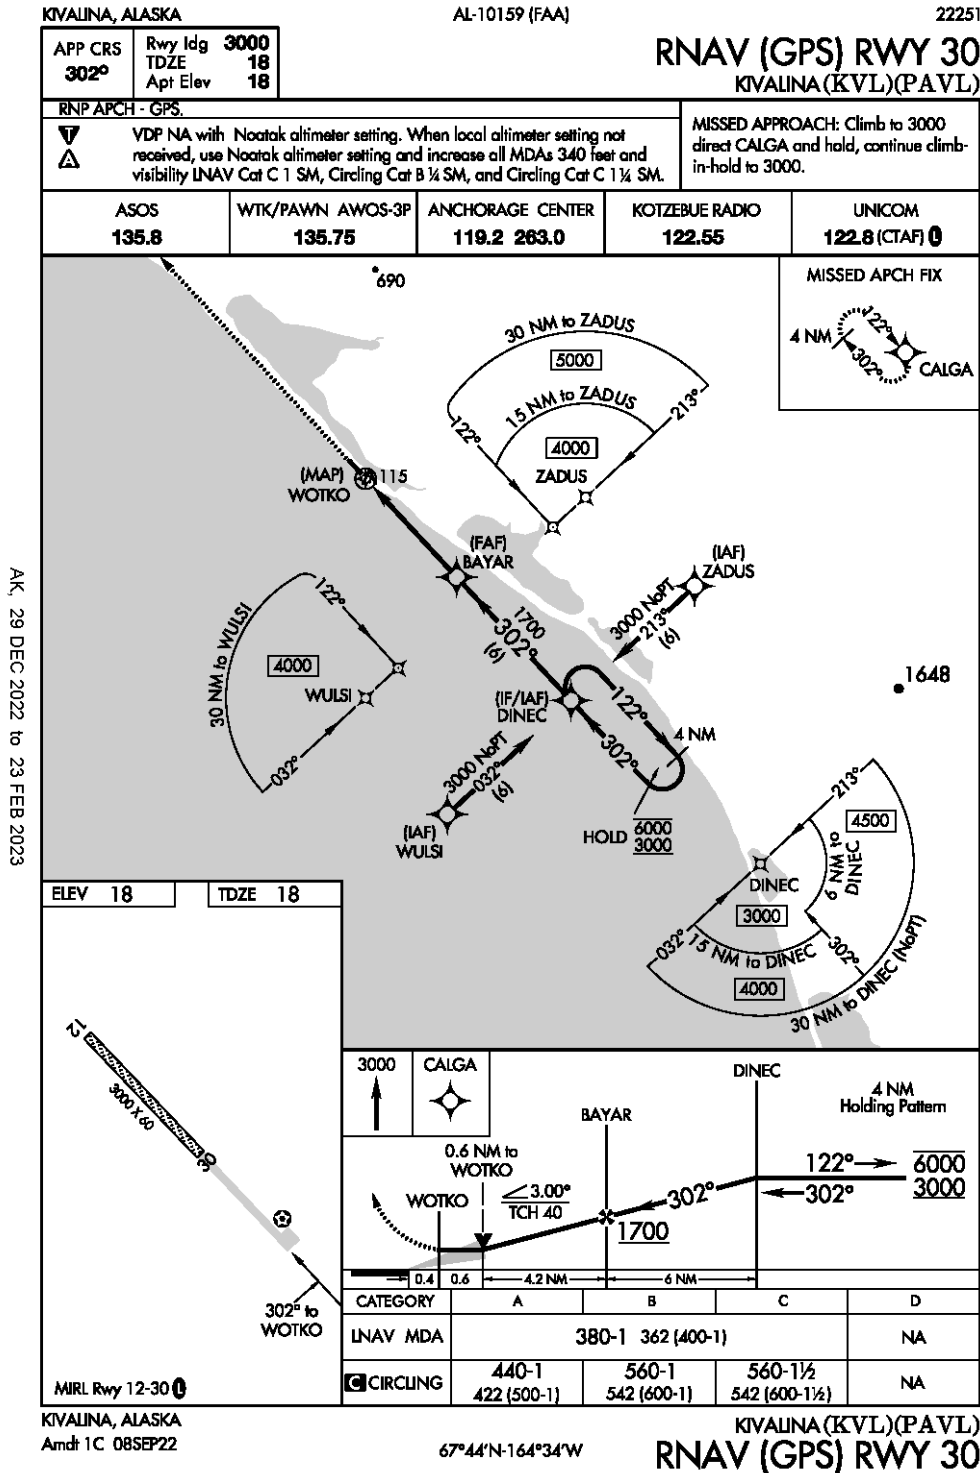 KIVALINA, ALASKA
AL-10159 (FAA)
22251
APP CRS
302°
Rwy ldg 3000
TDZE 18
Apt Elev 18
RNAV (GPS) RWY 30
KIVALINA (KVL)(PAVL)
RNP APCH - GPS.
T
A
VDP NA with Noatak altimeter setting. When local altimeter setting not
received, use Noatak altimeter setting and increase all MDAs 340 feet and
visibility LNAV Cat C 1 SM, Circling Cat B ¼ SM, and Circling Cat C 1¼ SM.
MISSED APPROACH: Climb to 3000
direct CALGA and hold, continue climb-
in-hold to 3000.
ASOS
135.8
WTK/PAWN AWOS-3P
135.75
ANCHORAGE CENTER
119.2 263.0
KOTZEBUE RADIO
122.55
UNICOM
122.8 (CTAF) L
690
MISSED APCH FIX
4 NM
122°
302°
CALGA
30 NM to ZADUS
5000
15 NM to ZADUS
4000
122°
213°
ZADUS
(MAP)
WOTKO
115
(FAF)
BAYAR
(IAF)
ZADUS
3000 NoPT
213°
(6)
1700
302°
(6)
30 NM to WULSI
122°
4000
WULSI
032°
1648
(IF/IAF)
DINEC
122°
302°
4 NM
3000 NoPT
032°
(6)
(IAF)
WULSI
HOLD 6000
3000
213°
4500
6 NM to
DINEC
DINEC
3000
032°
15 NM to DINEC
302°
4000
30 NM to DINEC (NoPT)
AK, 29 DEC 2022 to 23 FEB 2023
ELEV 18
TDZE 18
12
3000 X 60
30
302° to
WOTKO
MIRL Rwy 12-30 L
3000
CALGA
DINEC
BAYAR
4 NM
Holding Pattern
0.6 NM to
WOTKO
WOTKO
3.00°
TCH 40
302°
1700
122°
302°
6000
3000
0.4
0.6
4.2 NM
6 NM
CATEGORY A B C D
LNAV MDA 380-1 362 (400-1) NA
C CIRCLING
440-1
422 (500-1)
560-1
542 (600-1)
560-1½
542 (600-1½)
NA
KIVALINA, ALASKA
Amdt 1C 08SEP22
67°44'N-164°34'W
KIVALINA (KVL)(PAVL)
RNAV (GPS) RWY 30